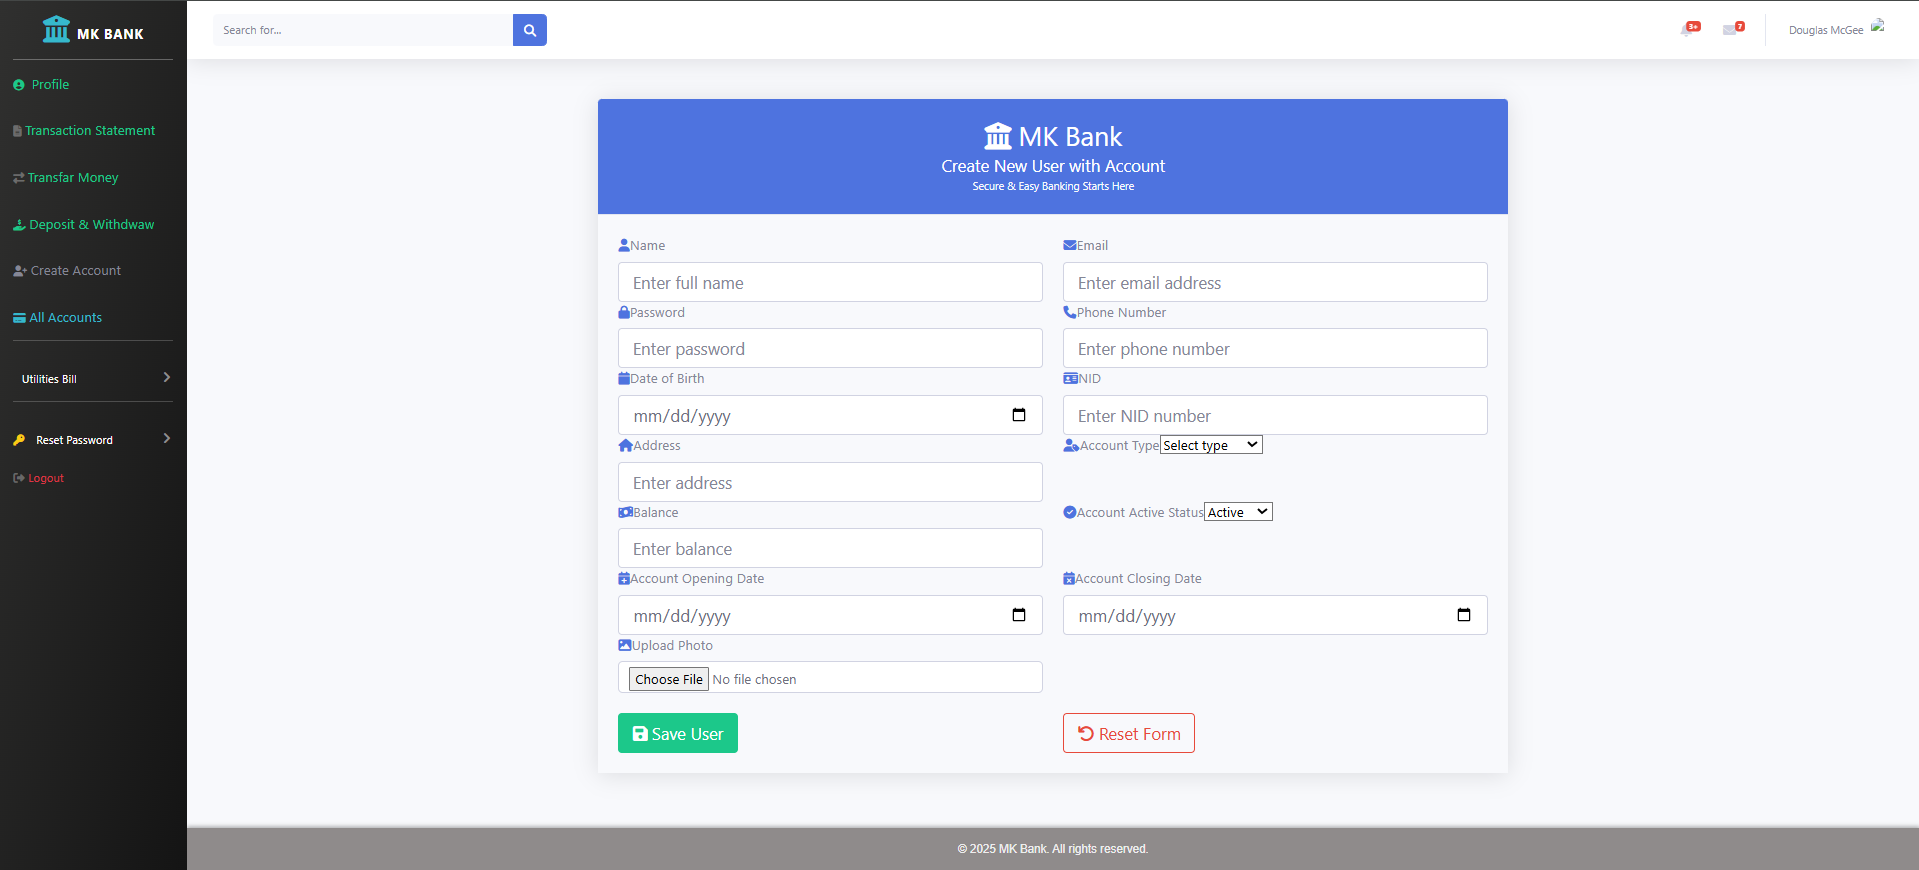 MK BANK
Search for...
3+
7
Douglas McGee
Profile
Transaction Statement
Transfar Money
Deposit & Withdwaw
Create Account
All Accounts
Utilities Bill
Reset Password
Logout
MK Bank
Create New User with Account
Secure & Easy Banking Starts Here
Name
Enter full name
Email
Enter email address
Password
Enter password
Phone Number
Enter phone number
Date of Birth
mm/dd/yyyy
NID
Enter NID number
Address
Enter address
Account Type Select type
Balance
Enter balance
Account Active Status Active
Account Opening Date
mm/dd/yyyy
Account Closing Date
mm/dd/yyyy
Upload Photo
Choose File No file chosen
Save User
Reset Form
© 2025 MK Bank. All rights reserved.